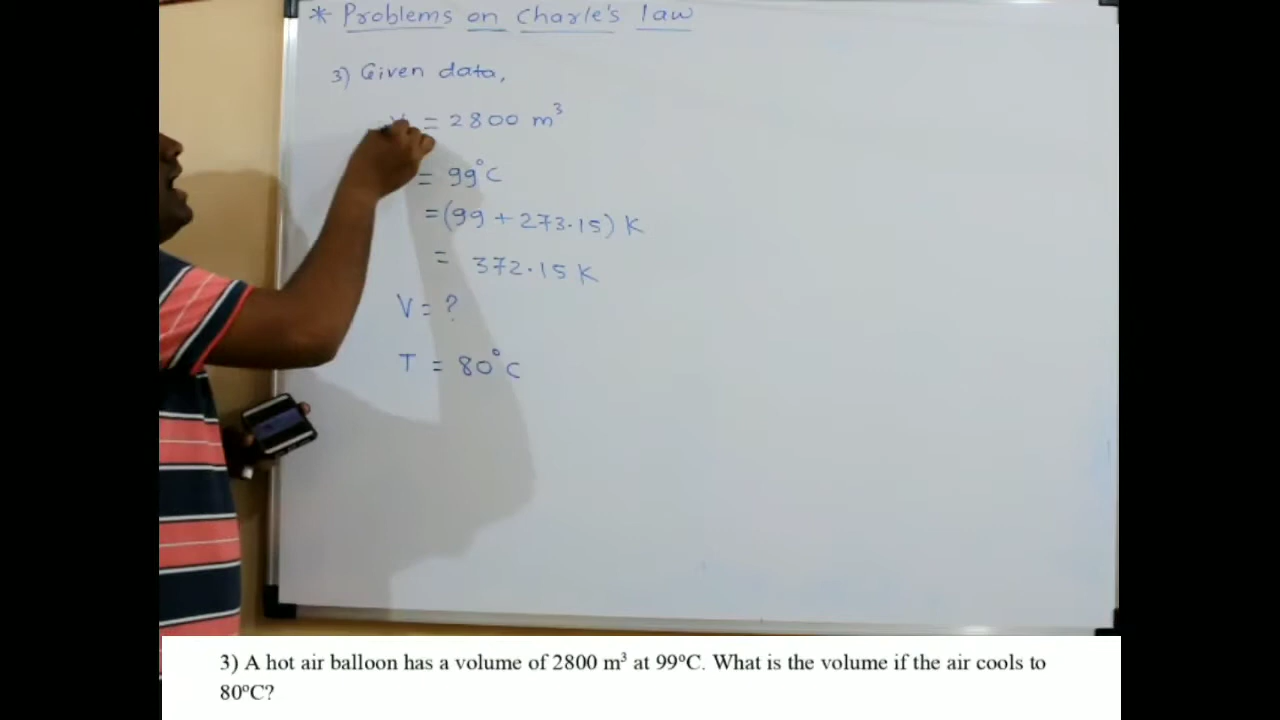 * Problems on Charle's law
3) Given data,
= 2800 m³
= 99°C
= (99 + 273.15) K
= 372.15 K
V = ?
T = 80°C
3) A hot air balloon has a volume of 2800 m³ at 99°C. What is the volume if the air cools to
80°C?